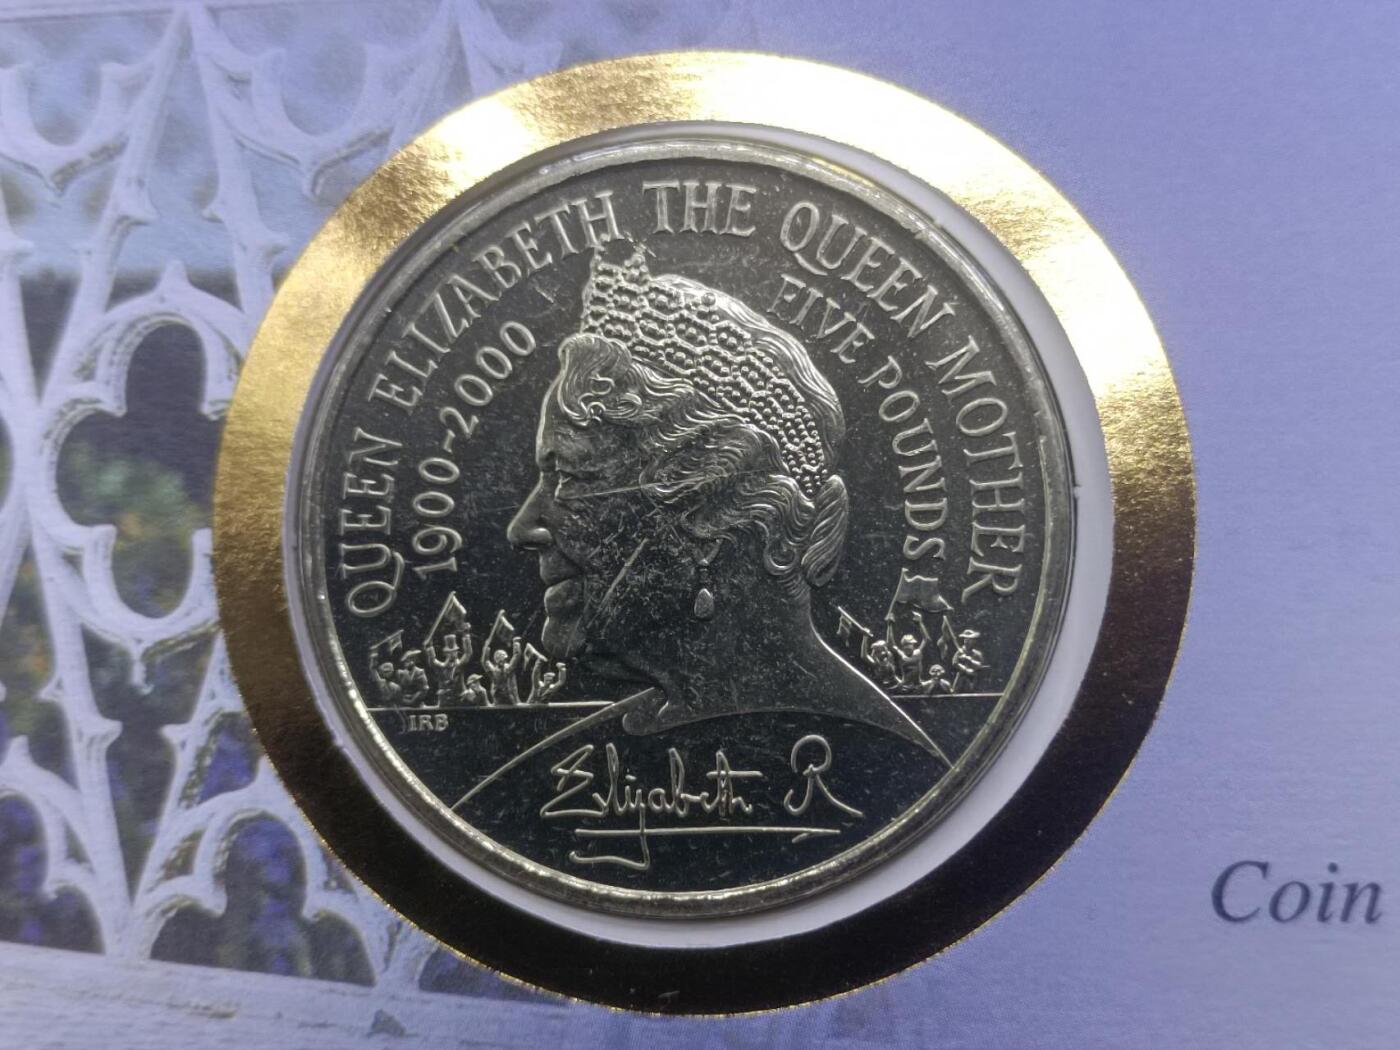 QUEEN ELIZABETH THE QUEEN MOTHER
1900-2000
FIVE POUNDS
IRB
Elizabeth R
Coin